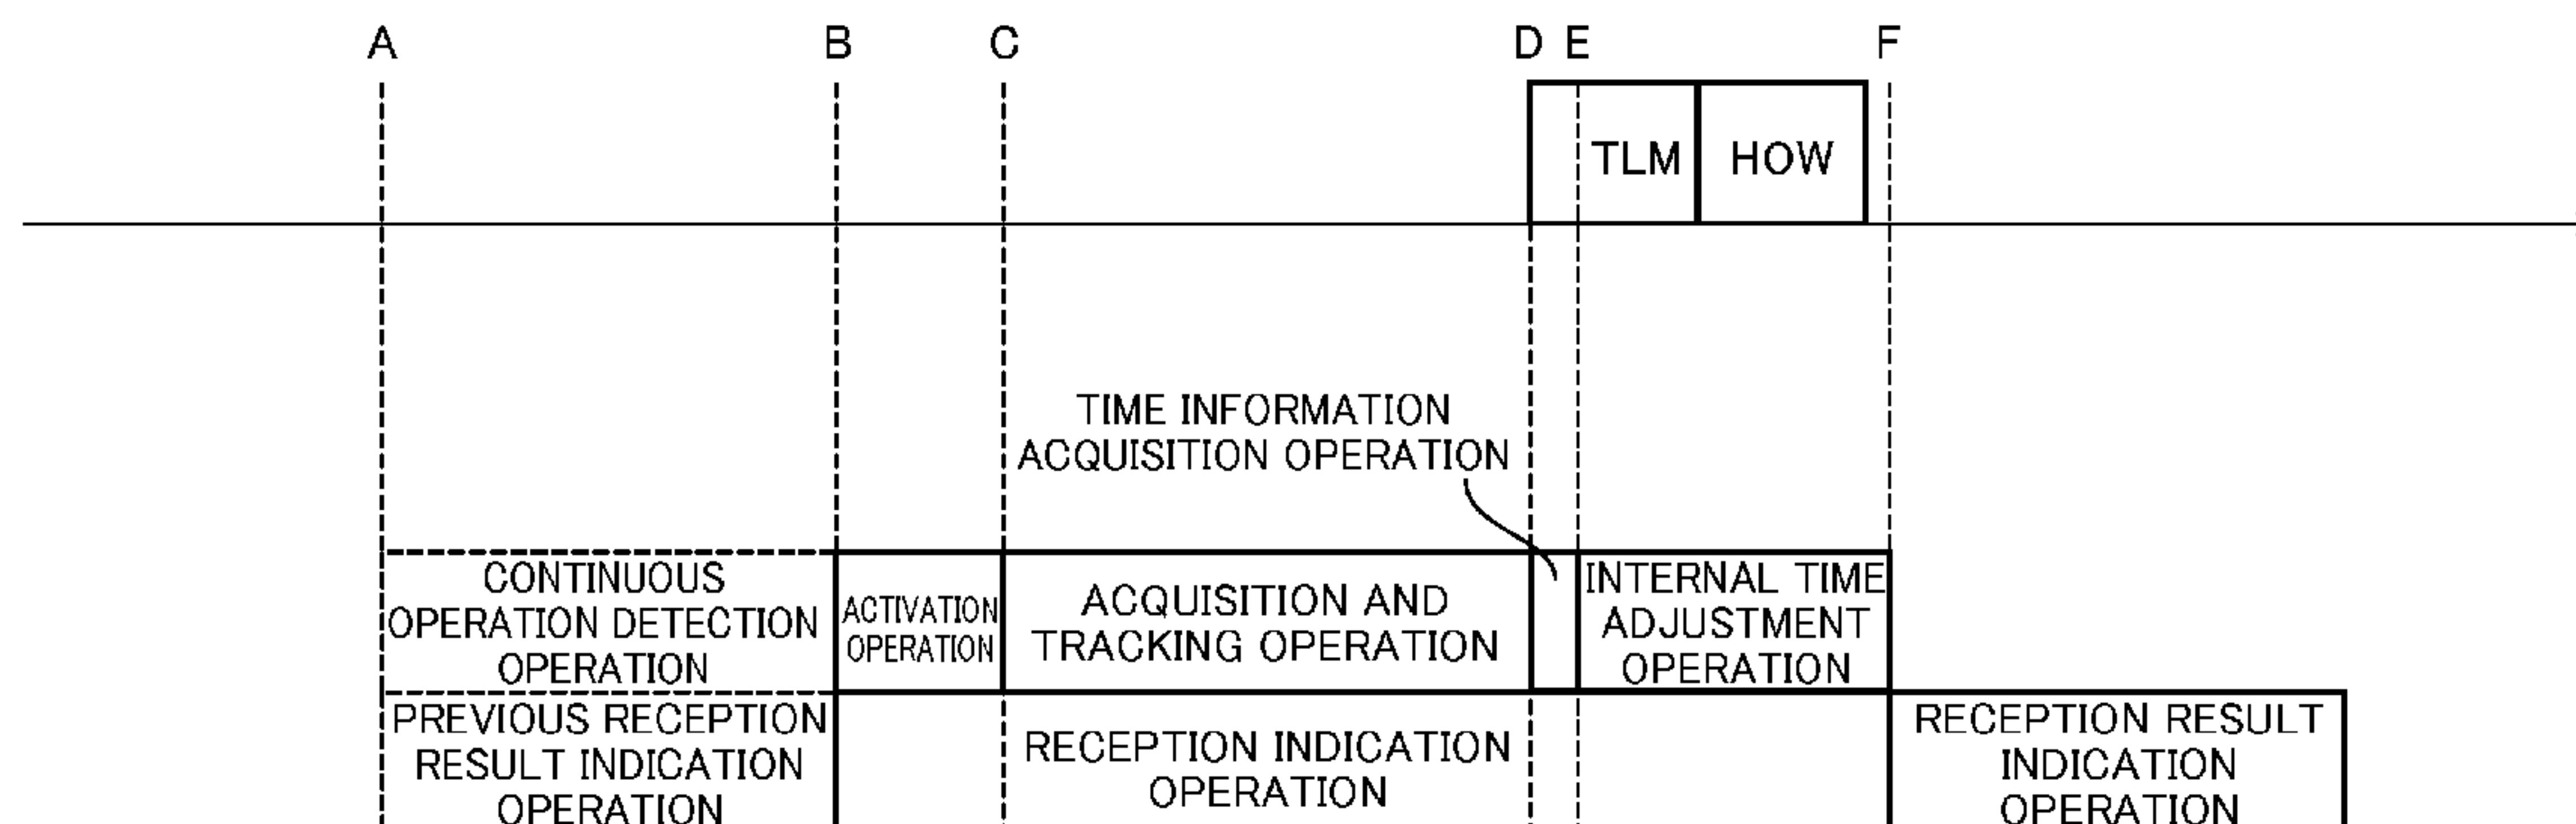 A B C D E F
TLM HOW
TIME INFORMATION
ACQUISITION OPERATION
CONTINUOUS
OPERATION DETECTION
OPERATION
ACTIVATION
OPERATION
ACQUISITION AND
TRACKING OPERATION
INTERNAL TIME
ADJUSTMENT
OPERATION
PREVIOUS RECEPTION
RESULT INDICATION
OPERATION
RECEPTION INDICATION
OPERATION
RECEPTION RESULT
INDICATION
OPERATION